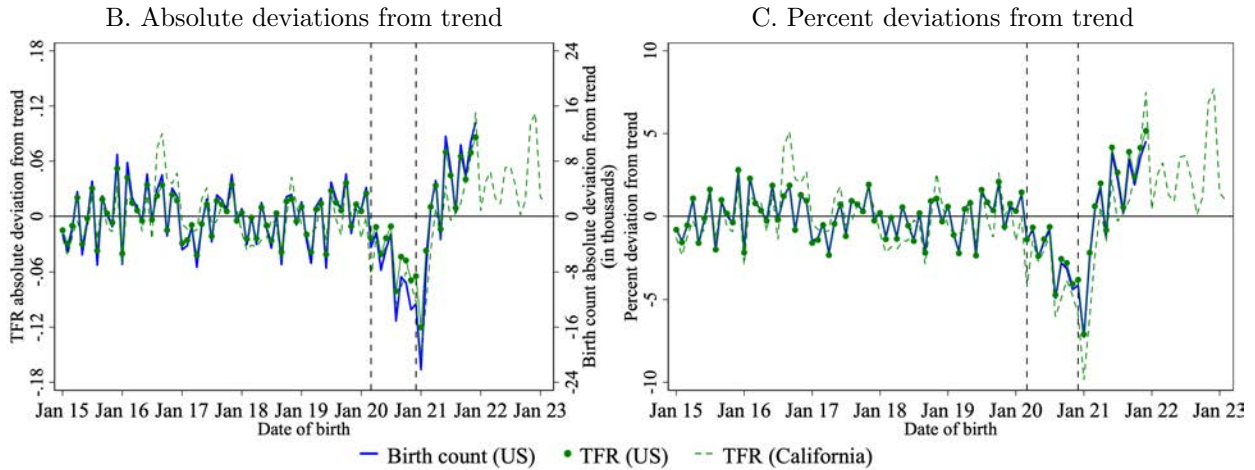 B. Absolute deviations from trend
TFR absolute deviation from trend
.18
.12
.06
0
-.06
-.12
-.18
24
16
8
0
-8
-16
-24
Birth count absolute deviation from trend
(in thousands)
Jan 15 Jan 16 Jan 17 Jan 18 Jan 19 Jan 20 Jan 21 Jan 22 Jan 23
Date of birth
C. Percent deviations from trend
Percent deviation from trend
10
5
0
-5
-10
Jan 15 Jan 16 Jan 17 Jan 18 Jan 19 Jan 20 Jan 21 Jan 22 Jan 23
Date of birth
Birth count (US) TFR (US) TFR (California)